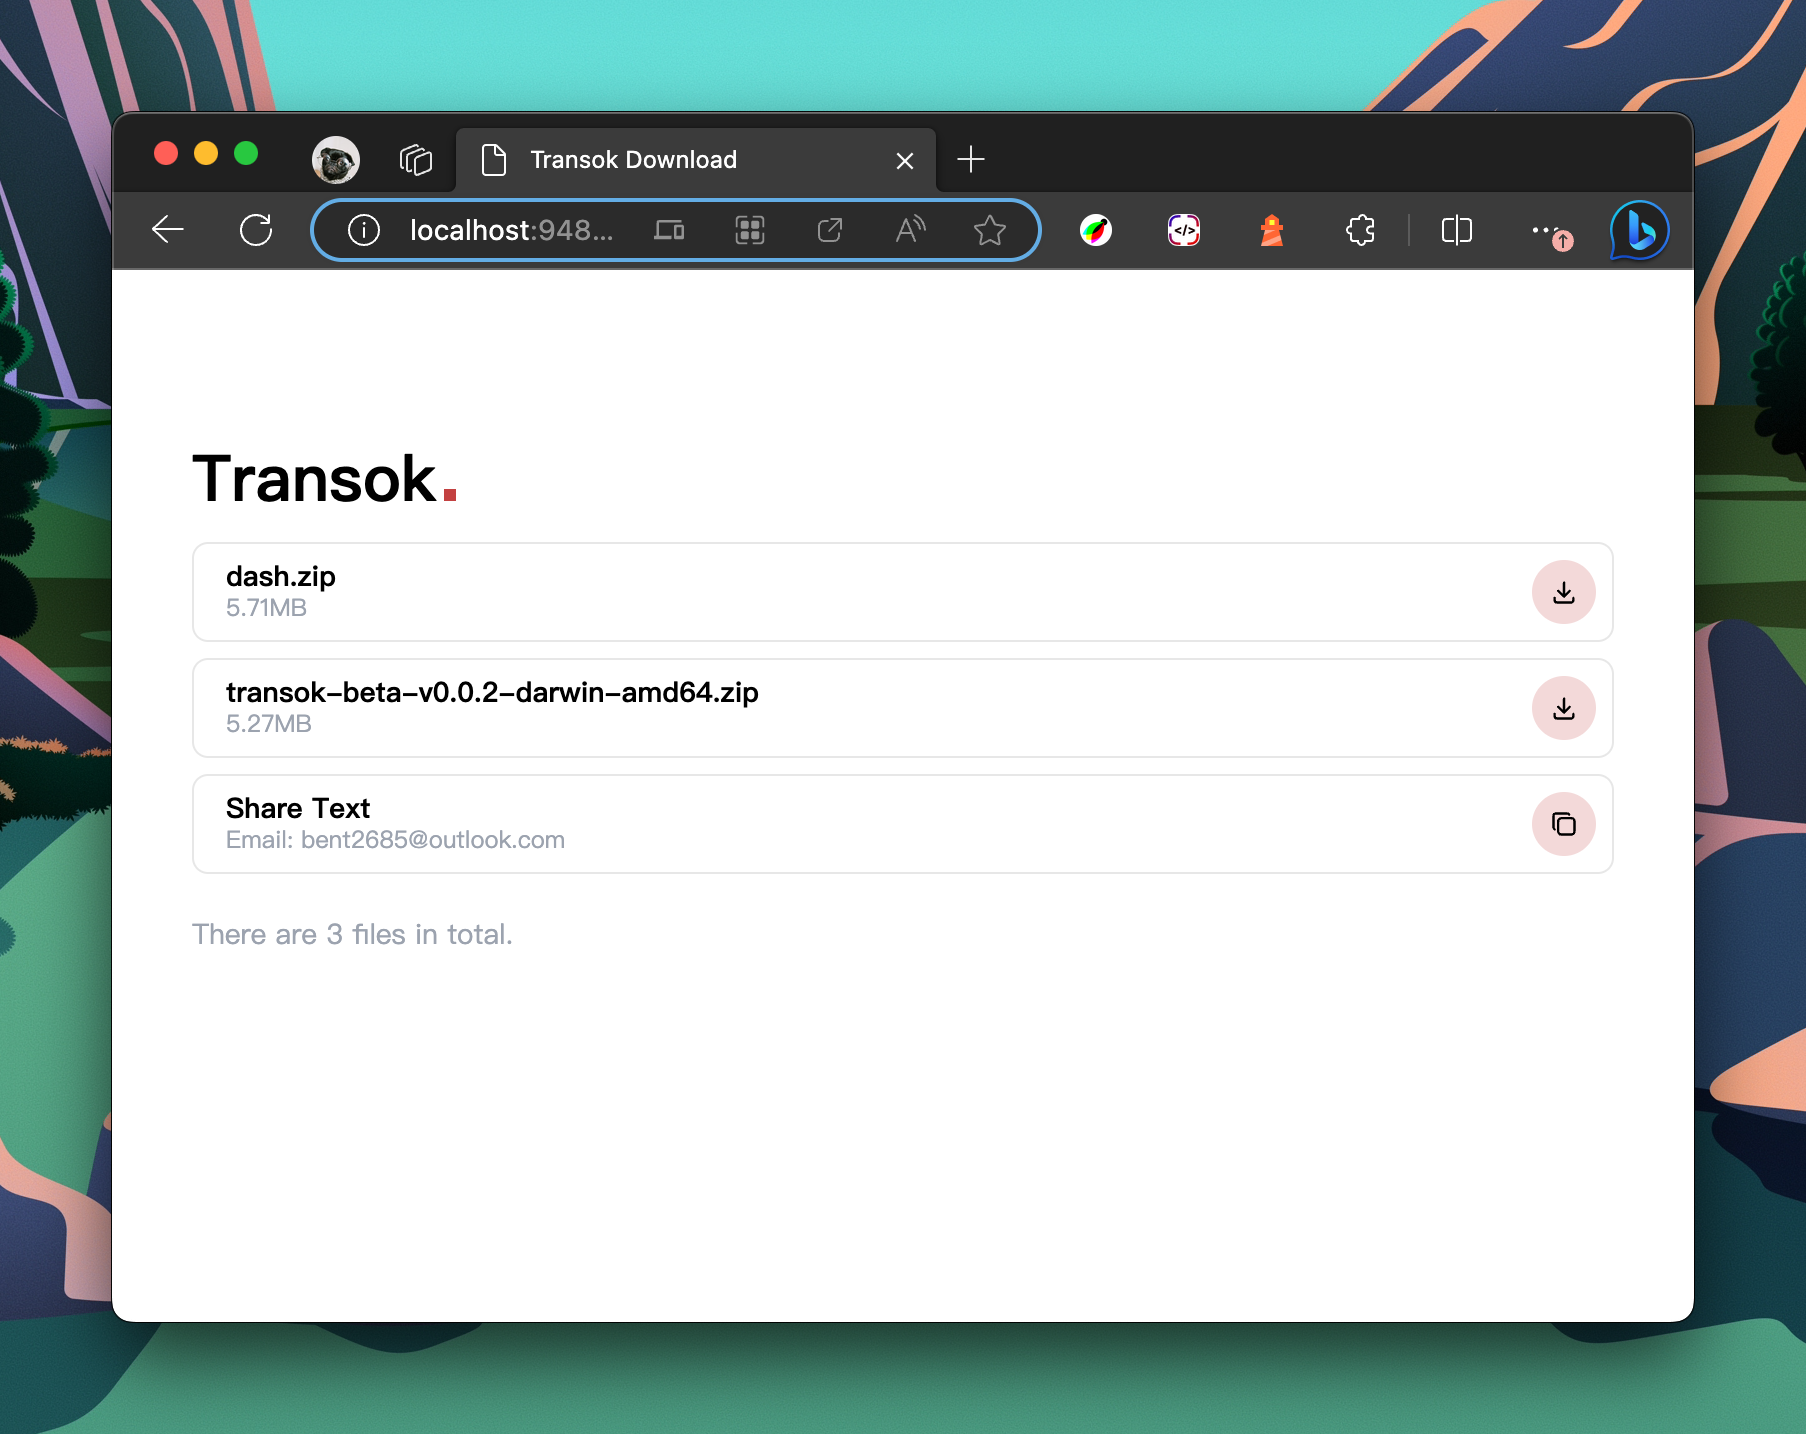 Transok Download
localhost:948...
Transok.
dash.zip
5.71MB
transok-beta-v0.0.2-darwin-amd64.zip
5.27MB
Share Text
Email: bent2685@outlook.com
There are 3 files in total.